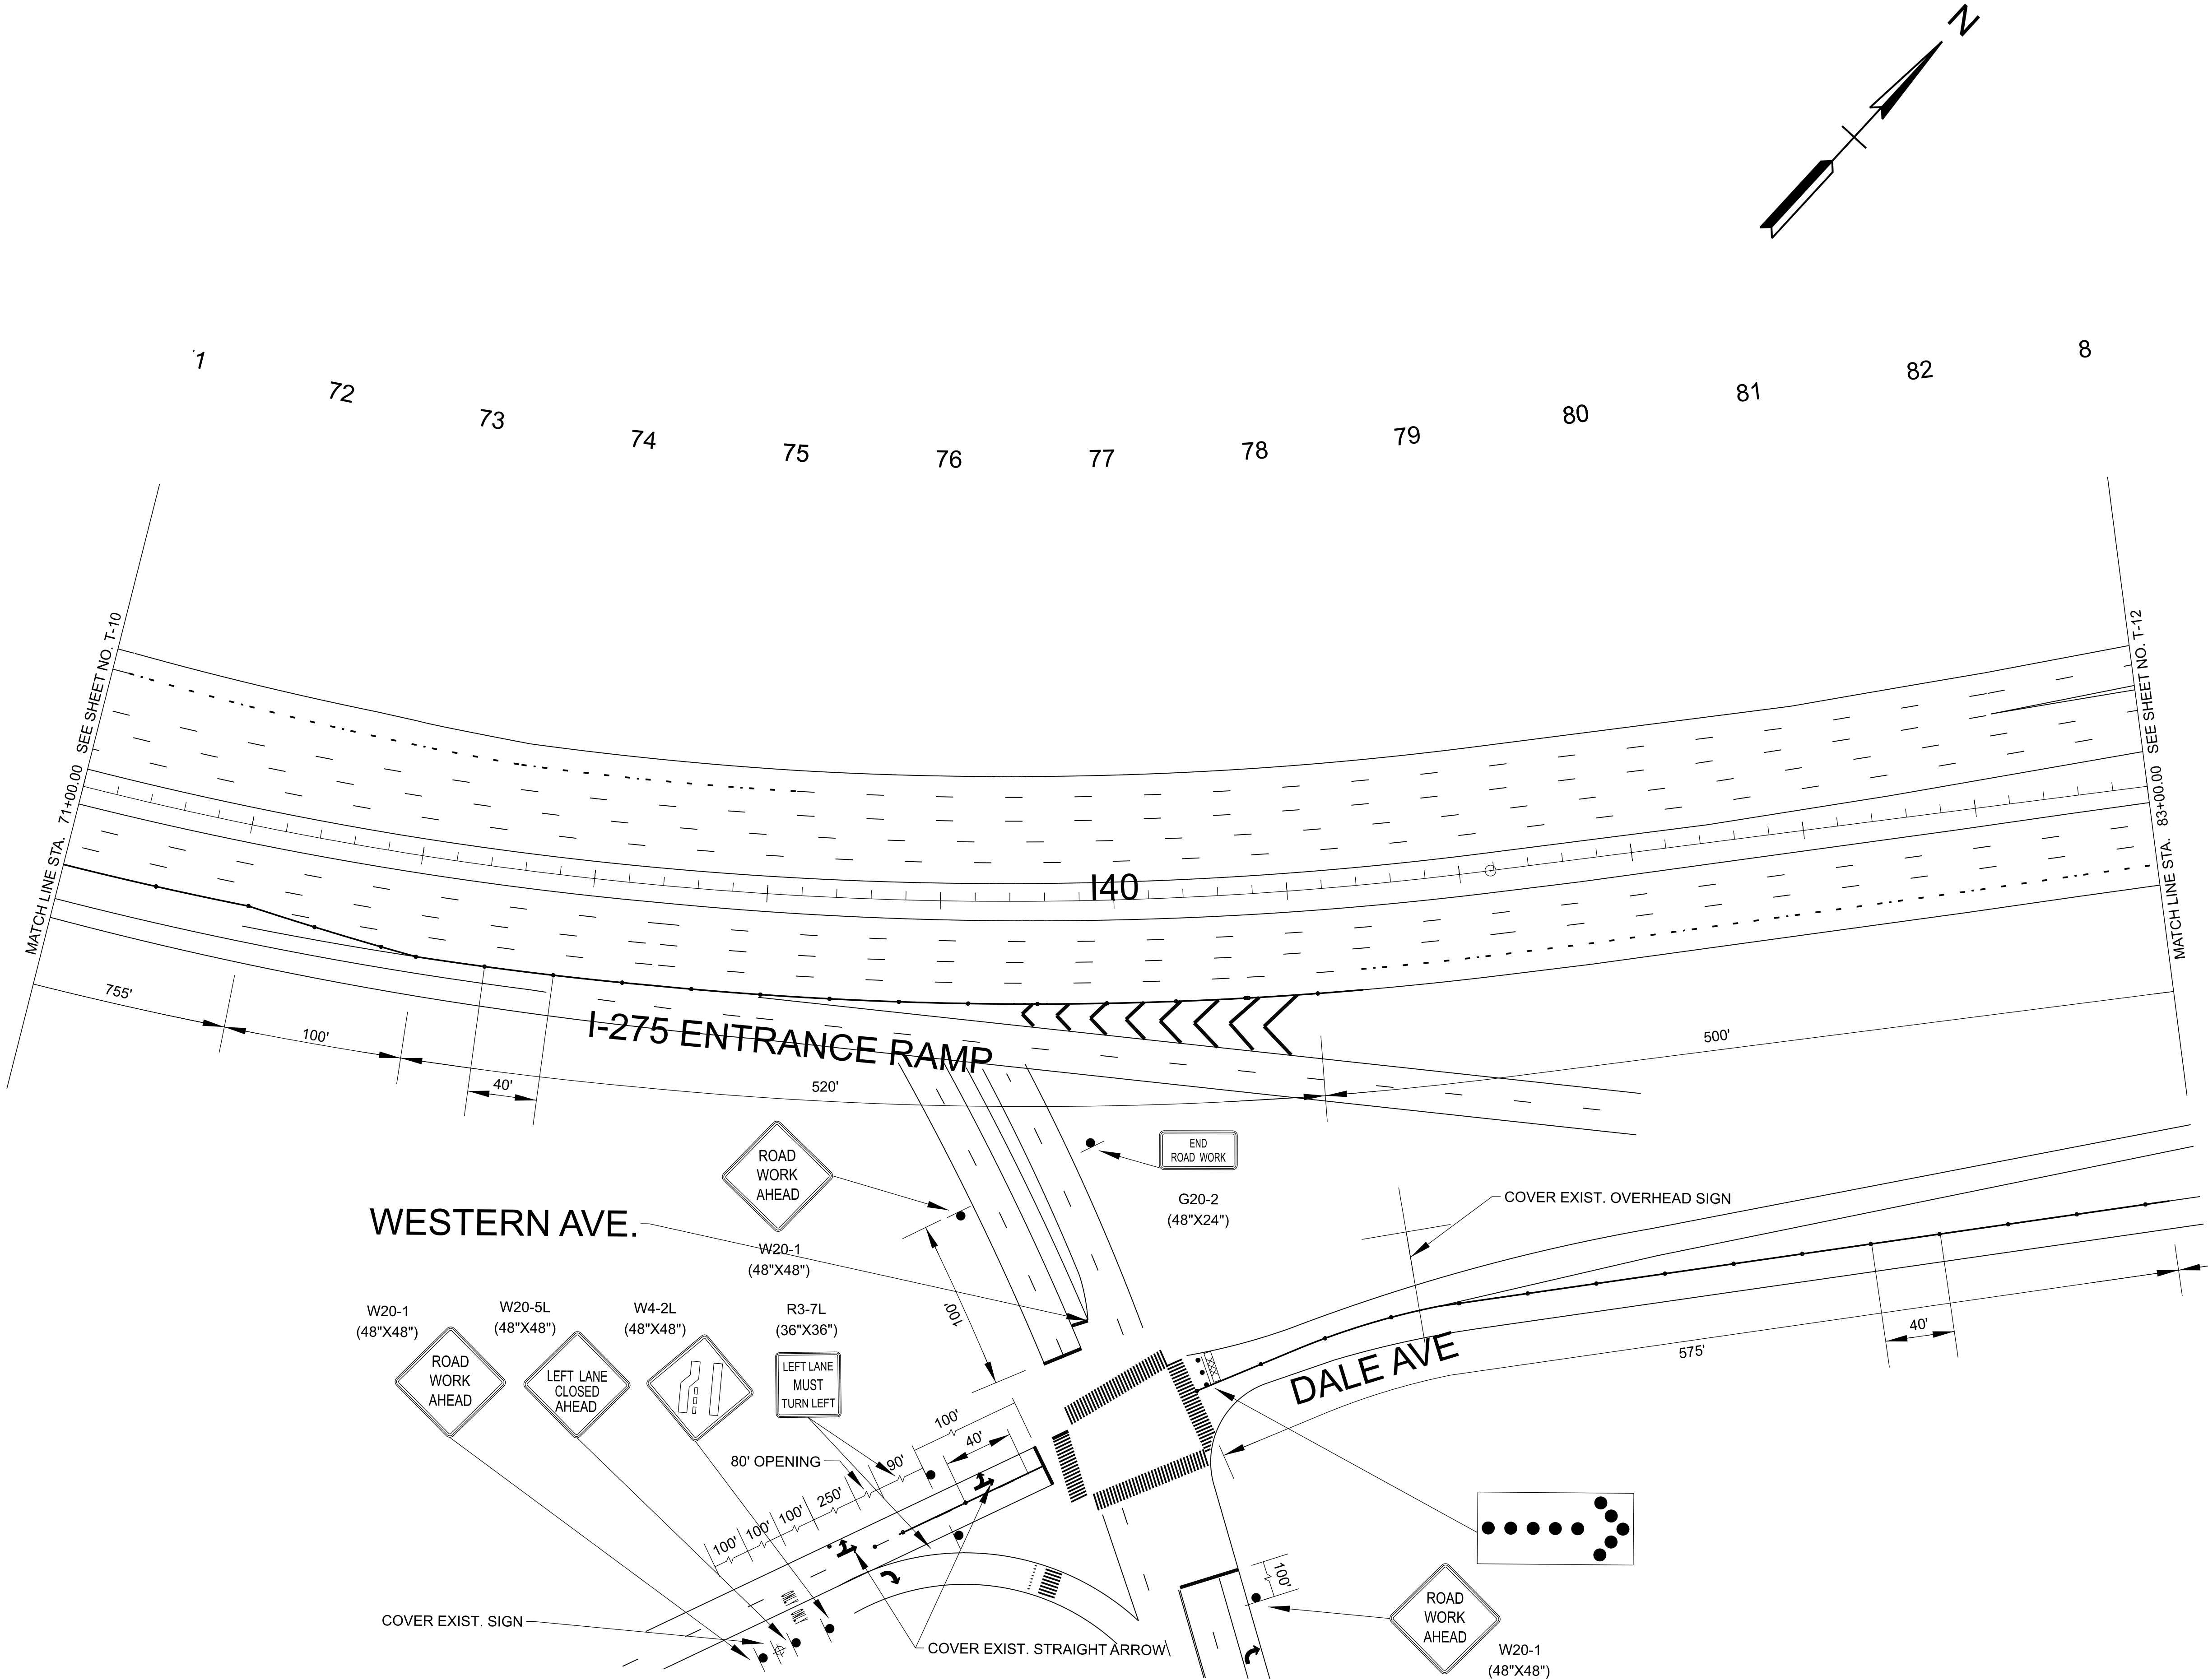 N
1
72
73
74
75
76
77
78
79
80
81
82
8
MATCH LINE STA. 71+00.00 SEE SHEET NO. T-10
MATCH LINE STA. 83+00.00 SEE SHEET NO. T-12
I40
755'
100'
40'
520'
500'
I-275 ENTRANCE RAMP
ROAD
WORK
AHEAD
W20-1
(48"X48")
END
ROAD WORK
G20-2
(48"X24")
COVER EXIST. OVERHEAD SIGN
WESTERN AVE.
100'
DALE AVE
575'
40'
W20-1
(48"X48")
ROAD
WORK
AHEAD
W20-5L
(48"X48")
LEFT LANE
CLOSED
AHEAD
W4-2L
(48"X48")
R3-7L
(36"X36")
LEFT LANE
MUST
TURN LEFT
80' OPENING
100'
100'
100'
250'
90'
100'
40'
ONLY
ONLY
COVER EXIST. SIGN
COVER EXIST. STRAIGHT ARROW\
100'
ROAD
WORK
AHEAD
W20-1
(48"X48")